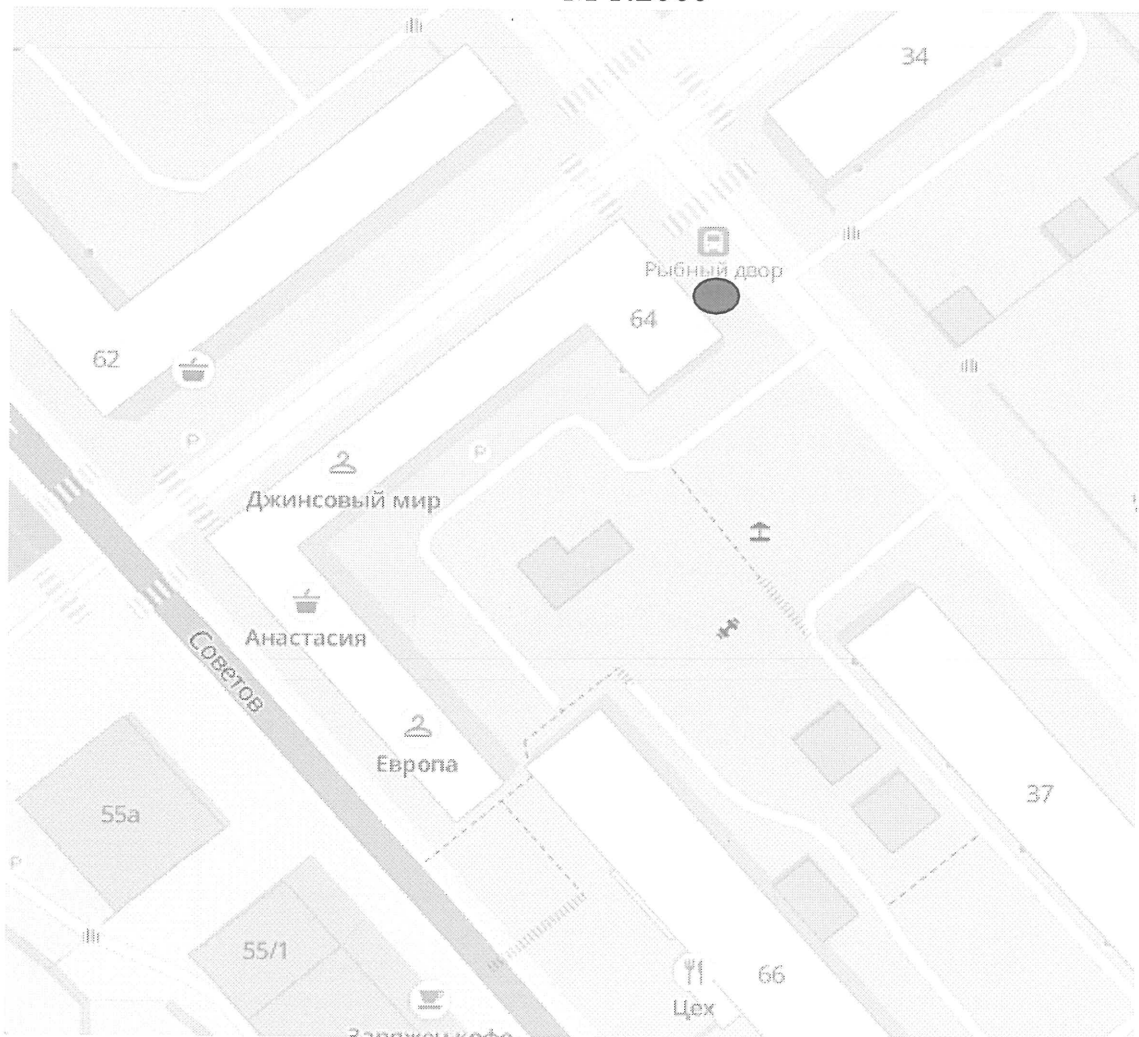 34
Рыбный двор
64
62
P
P
Джинсовый мир
Анастасия
Советов
Европа
55а
37
P
55/1
66
Цех